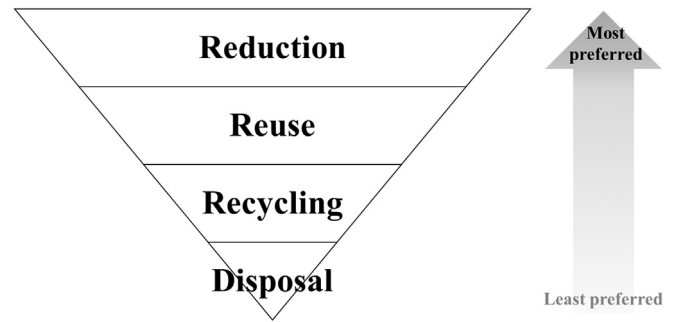 Reduction
Reuse
Recycling
Disposal
Most
preferred
Least preferred